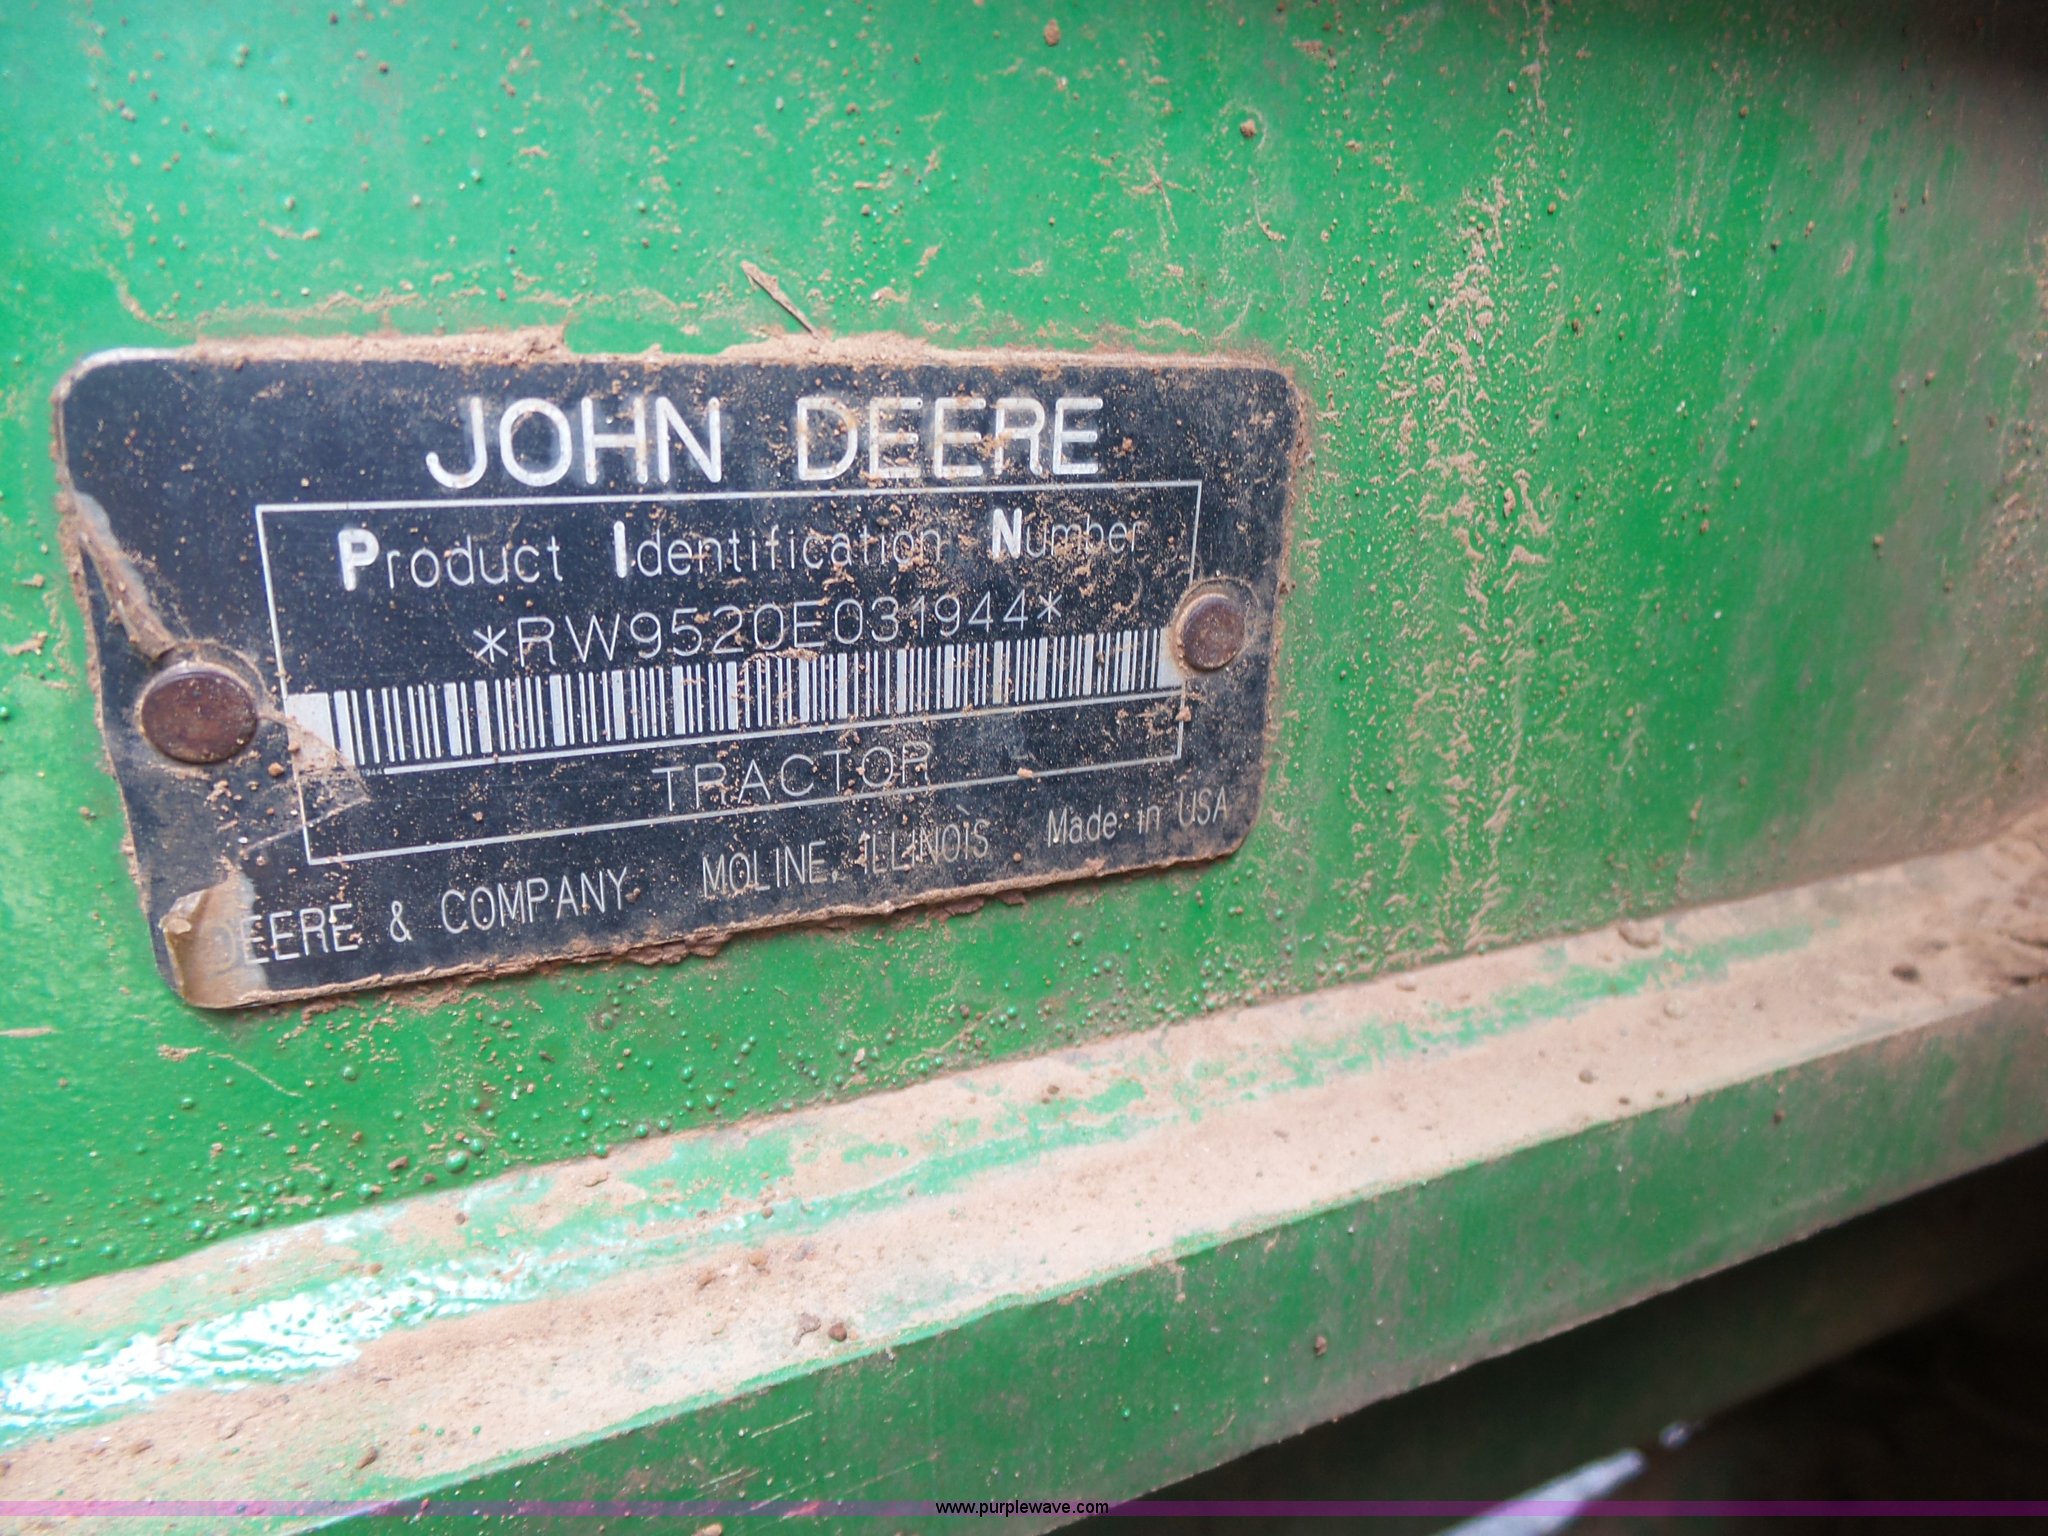 JOHN DEERE
Product Identification Number
*RW9520E031944*
TRACTOR
DEERE & COMPANY MOLINE, ILLINOIS Made in USA
www.purplewave.com